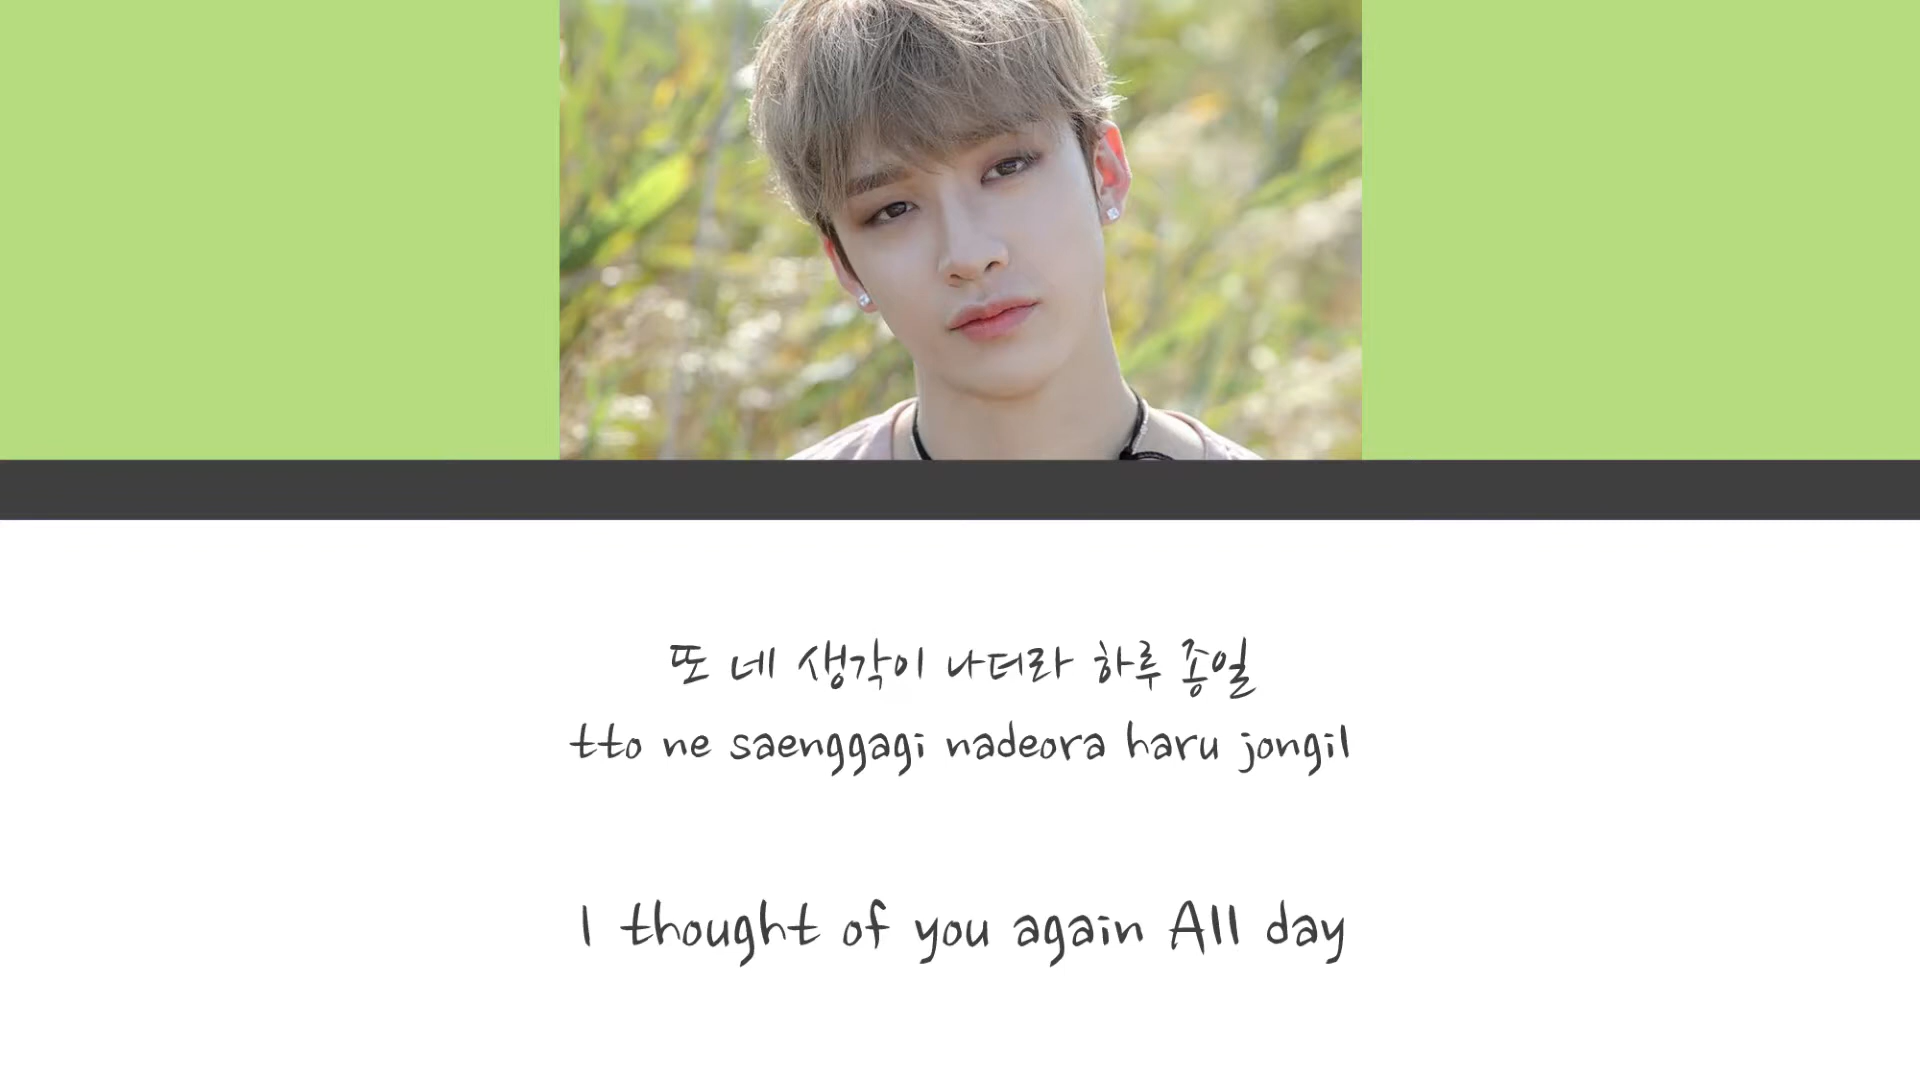 또 네 생각이 나더라 하루 종일
tto ne saenggagi nadeora haru jongil
I thought of you again All day